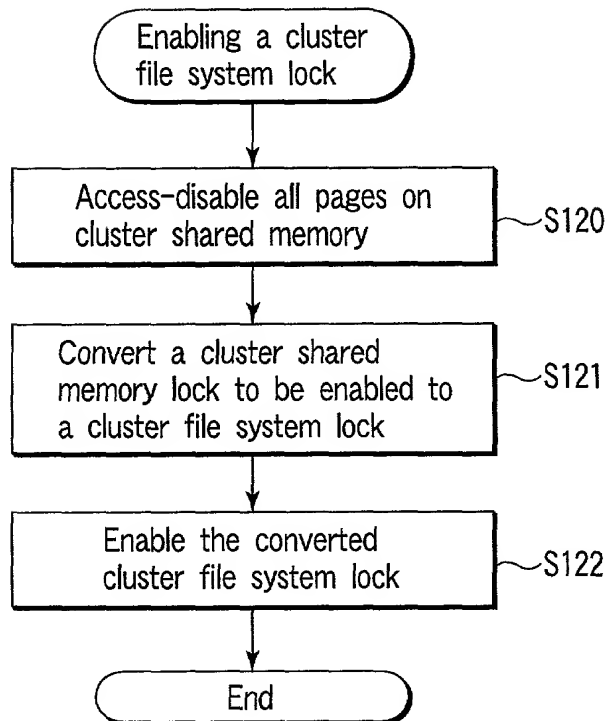 Enabling a cluster
file system lock
Access-disable all pages on
cluster shared memory
S120
Convert a cluster shared
memory lock to be enabled to
a cluster file system lock
S121
Enable the converted
cluster file system lock
S122
End